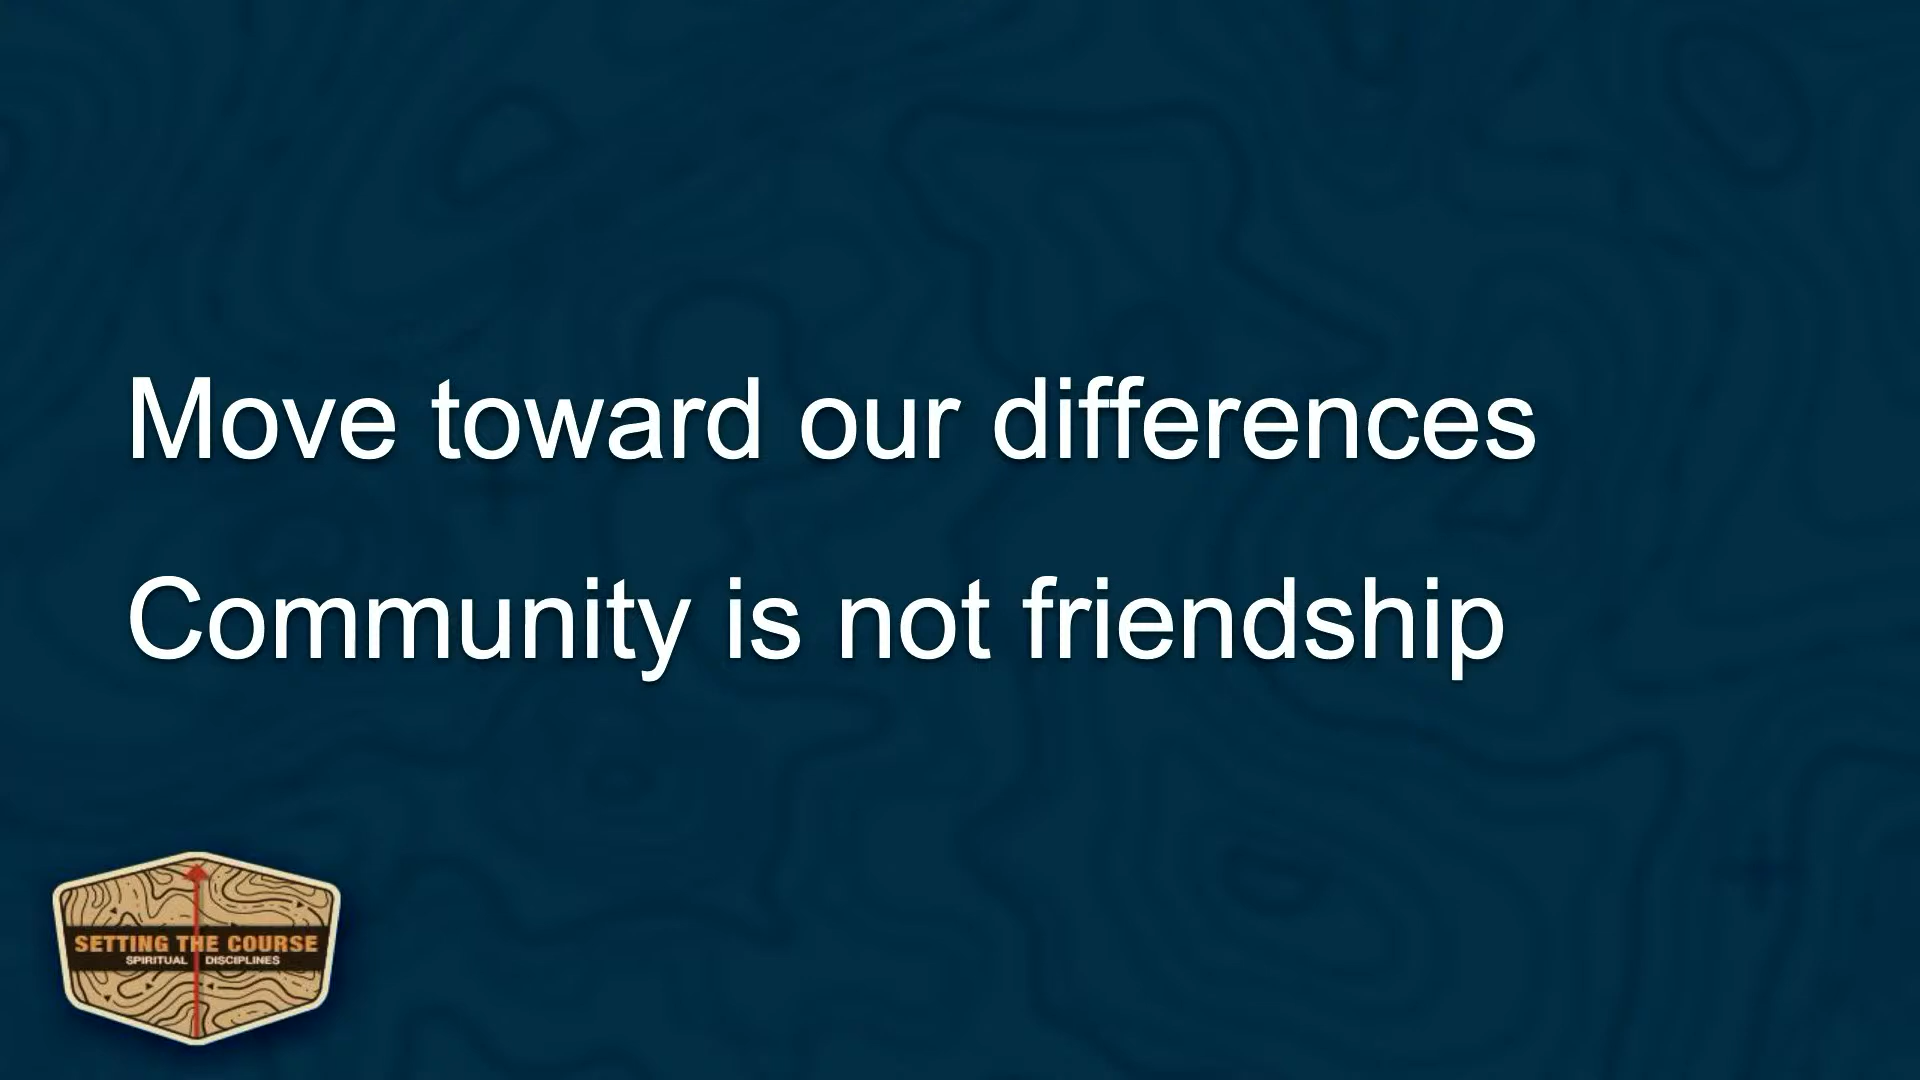 Move toward our differences
Community is not friendship
SETTING THE COURSE
SPIRITUAL DISCIPLINES